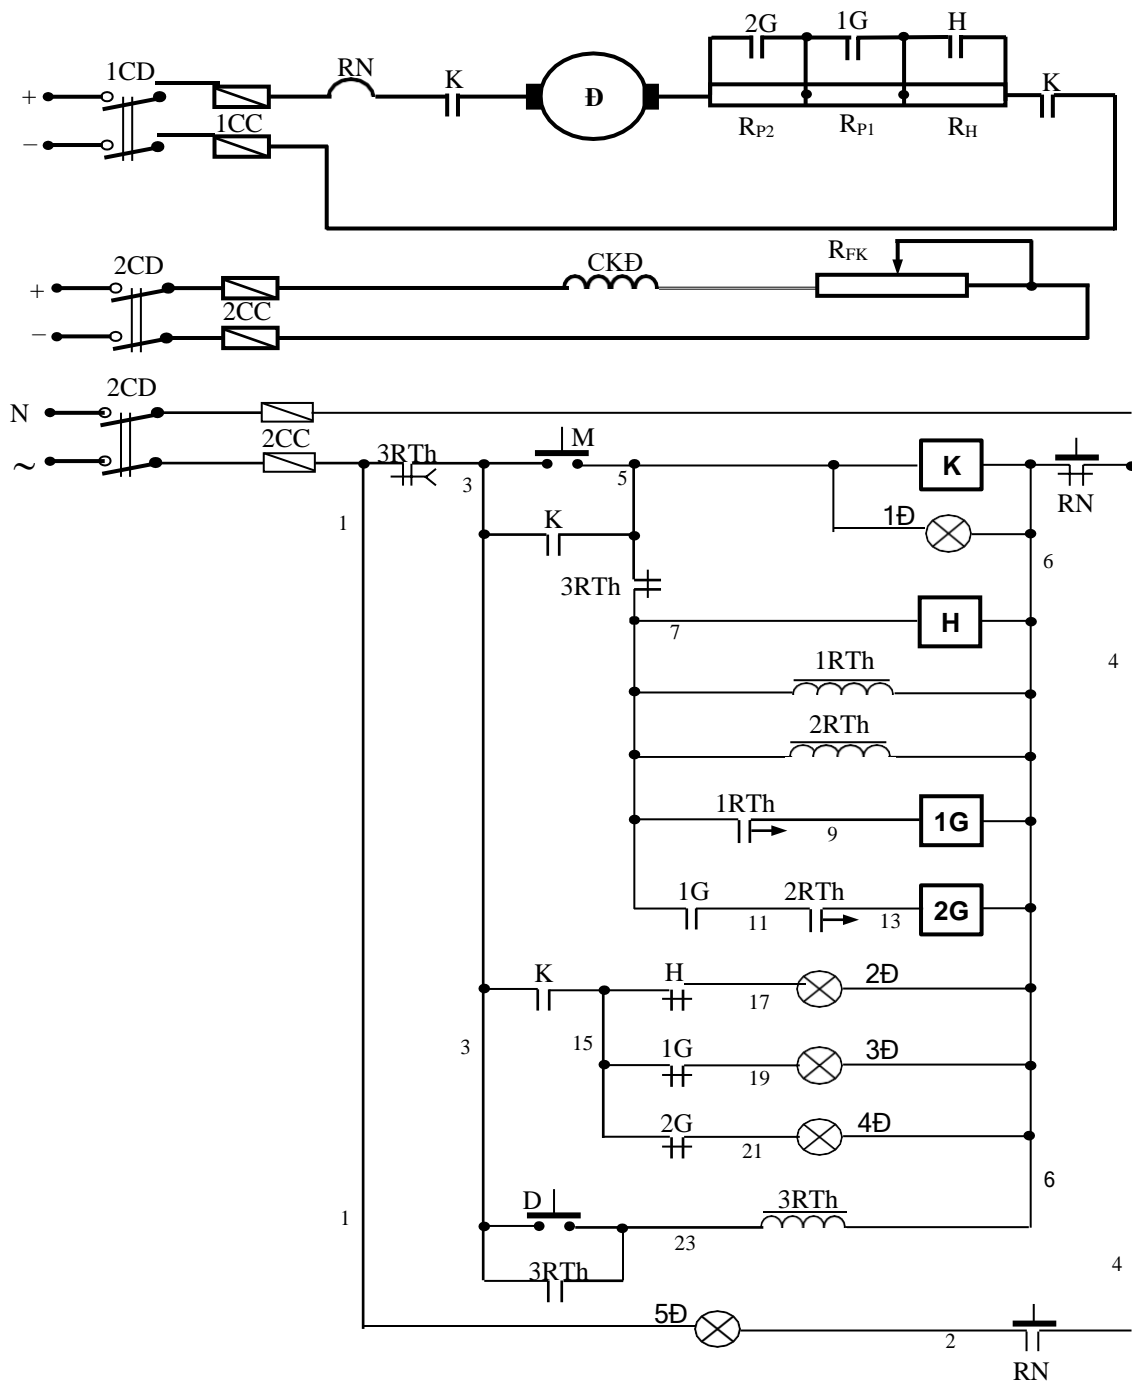 2G 1G H
1CD RN K K
+ Đ
1CC
− RP2 RP1 RH
2CD CKĐ RFK
+
2CC
−
2CD
N
2CC 3RTh M
~ 3 5 K
RN
1 K 1Đ
6
3RTh
7 H
1RTh 4
2RTh
1RTh
9 1G
1G 2RTh
11 13 2G
K H 2Đ
17
3 15 1G 3Đ
19
2G 4Đ
21
6
D 3RTh
1
23
3RTh 4
5Đ
2
RN